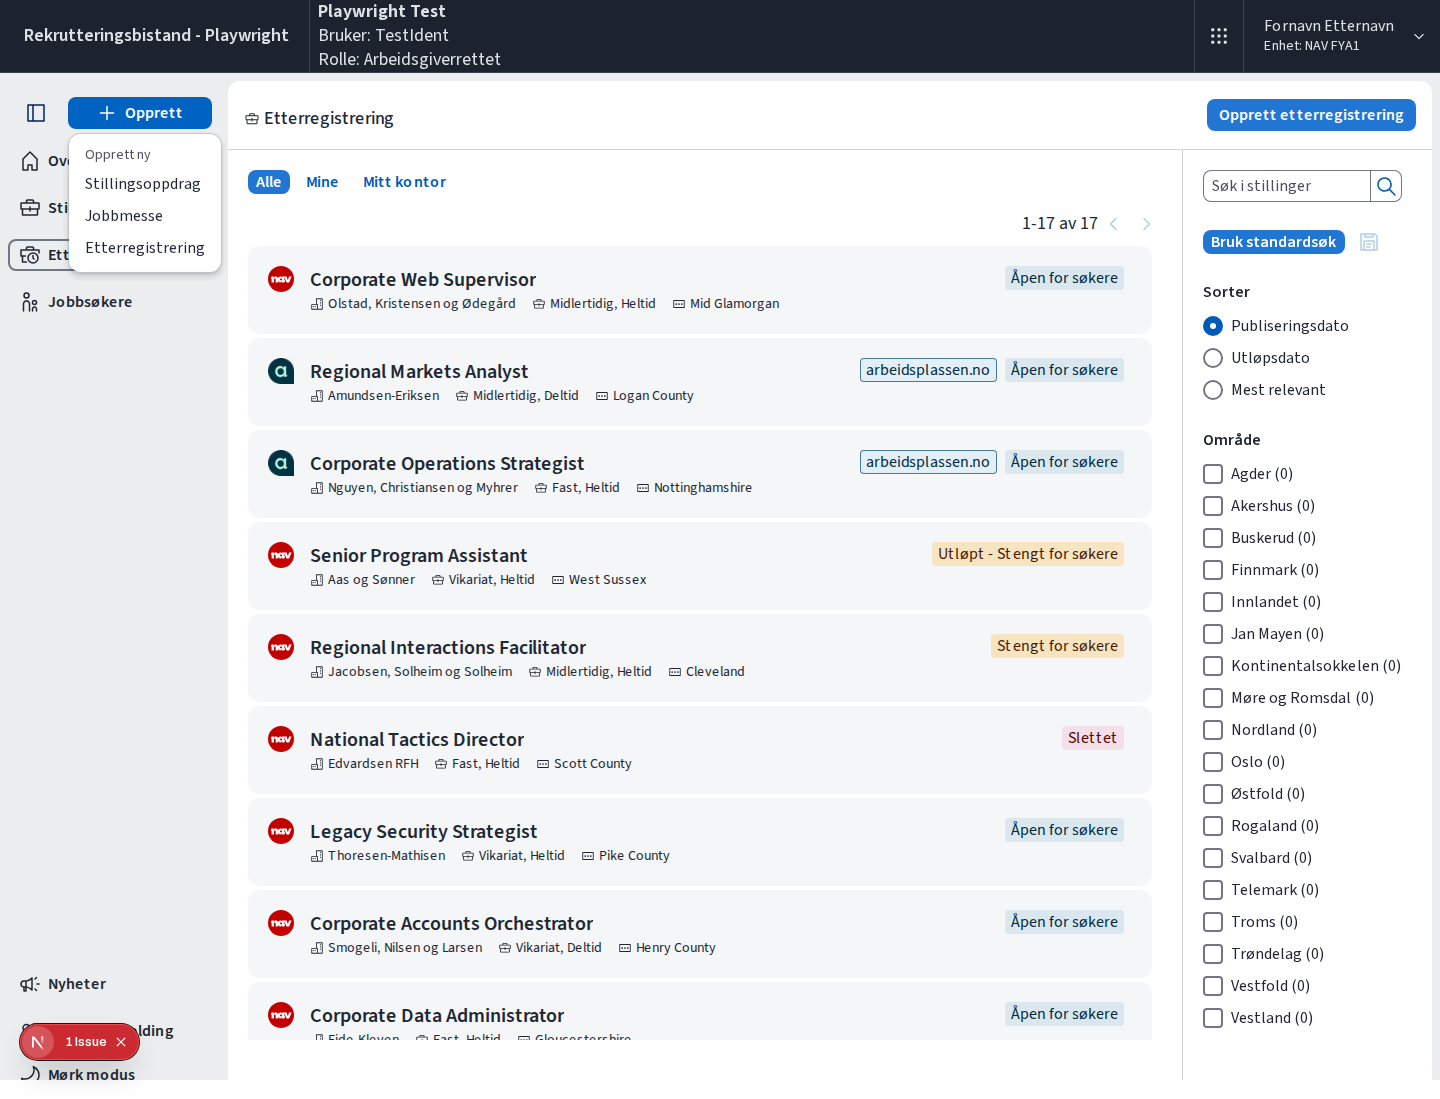 Rekrutteringsbistand - Playwright
Playwright Test
Bruker: TestIdent
Rolle: Arbeidsgiverrettet
Fornavn Etternavn
Enhet: NAV FYA1
Opprett
Opprett ny
Stillingsoppdrag
Jobbmesse
Etterregistrering
Jobbsøkere
Nyheter
1 Issue
Mørk modus
Etterregistrering
Opprett etterregistrering
Alle
Mine
Mitt kontor
1-17 av 17
nav
Corporate Web Supervisor
Åpen for søkere
Olstad, Kristensen og Ødegård
Midlertidig, Heltid
Mid Glamorgan
a
Regional Markets Analyst
arbeidsplassen.no
Åpen for søkere
Amundsen-Eriksen
Midlertidig, Deltid
Logan County
a
Corporate Operations Strategist
arbeidsplassen.no
Åpen for søkere
Nguyen, Christiansen og Myhrer
Fast, Heltid
Nottinghamshire
nav
Senior Program Assistant
Utløpt - Stengt for søkere
Aas og Sønner
Vikariat, Heltid
West Sussex
nav
Regional Interactions Facilitator
Stengt for søkere
Jacobsen, Solheim og Solheim
Midlertidig, Heltid
Cleveland
nav
National Tactics Director
Slettet
Edvardsen RFH
Fast, Heltid
Scott County
nav
Legacy Security Strategist
Åpen for søkere
Thoresen-Mathisen
Vikariat, Heltid
Pike County
nav
Corporate Accounts Orchestrator
Åpen for søkere
Smogeli, Nilsen og Larsen
Vikariat, Deltid
Henry County
nav
Corporate Data Administrator
Åpen for søkere
Eide-Kleven
Fast, Heltid
Gloucestershire
Søk i stillinger
Bruk standardsøk
Sorter
Publiseringsdato
Utløpsdato
Mest relevant
Område
Agder (0)
Akershus (0)
Buskerud (0)
Finnmark (0)
Innlandet (0)
Jan Mayen (0)
Kontinentalsokkelen (0)
Møre og Romsdal (0)
Nordland (0)
Oslo (0)
Østfold (0)
Rogaland (0)
Svalbard (0)
Telemark (0)
Troms (0)
Trøndelag (0)
Vestfold (0)
Vestland (0)